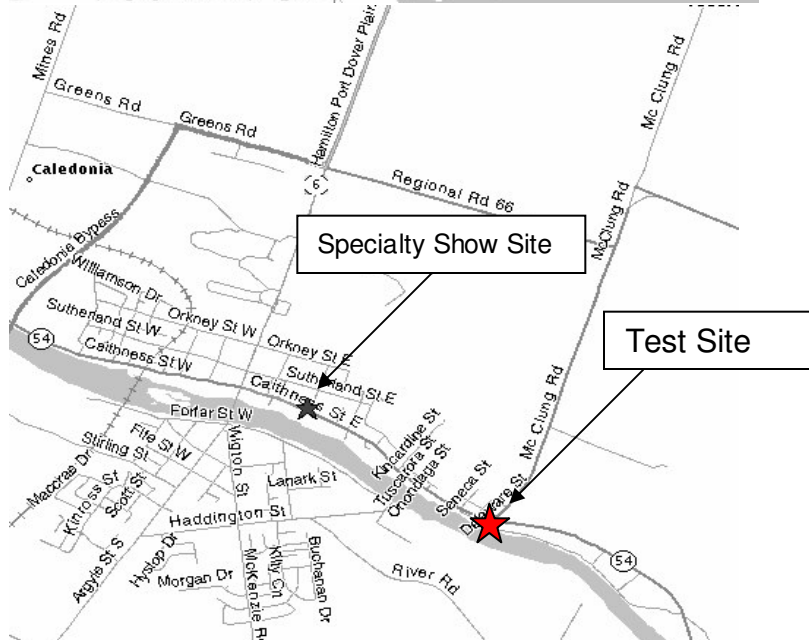 Mines Rd
Hamilton Port Dover Plair.
Mc Clung Rd
Greens Rd
Greens Rd
Caledonia
6
Regional Rd 66
McClung Rd
Specialty Show Site
Caledonia Bypass
Williamson Dr
Sutherland St W
Orkney St W
Orkney St E
Test Site
54
Caithness St W
Sutherland St E
Caithness St E
Mc Clung Rd
Forfar St W
Fife St W
Stirling St
Wigton St
Kincardine St
Tuscarora St
Onondaga St
Seneca St
Delaware St
Maccrae Dr
Kinross St
Scott St
Lanark St
Haddington St
Argyle St S
Hyslop Dr
Morgan Dr
McKenzie R
Kilty Crt
Buchanan Dr
River Rd
54